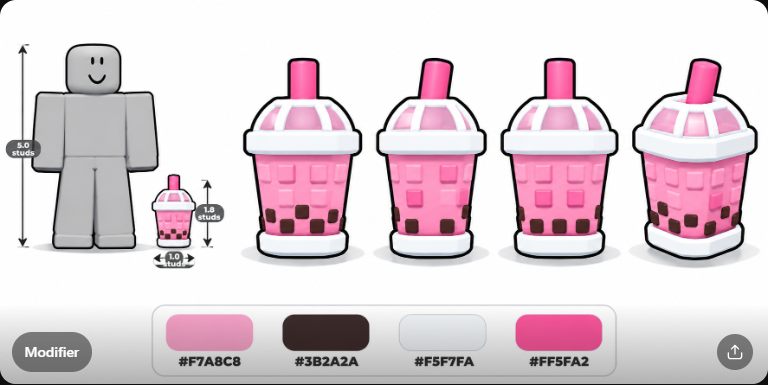 5.0
studs
1.8
studs
1.0
studs
#F7A8C8
#3B2A2A
#F5F7FA
#FF5FA2
Modifier